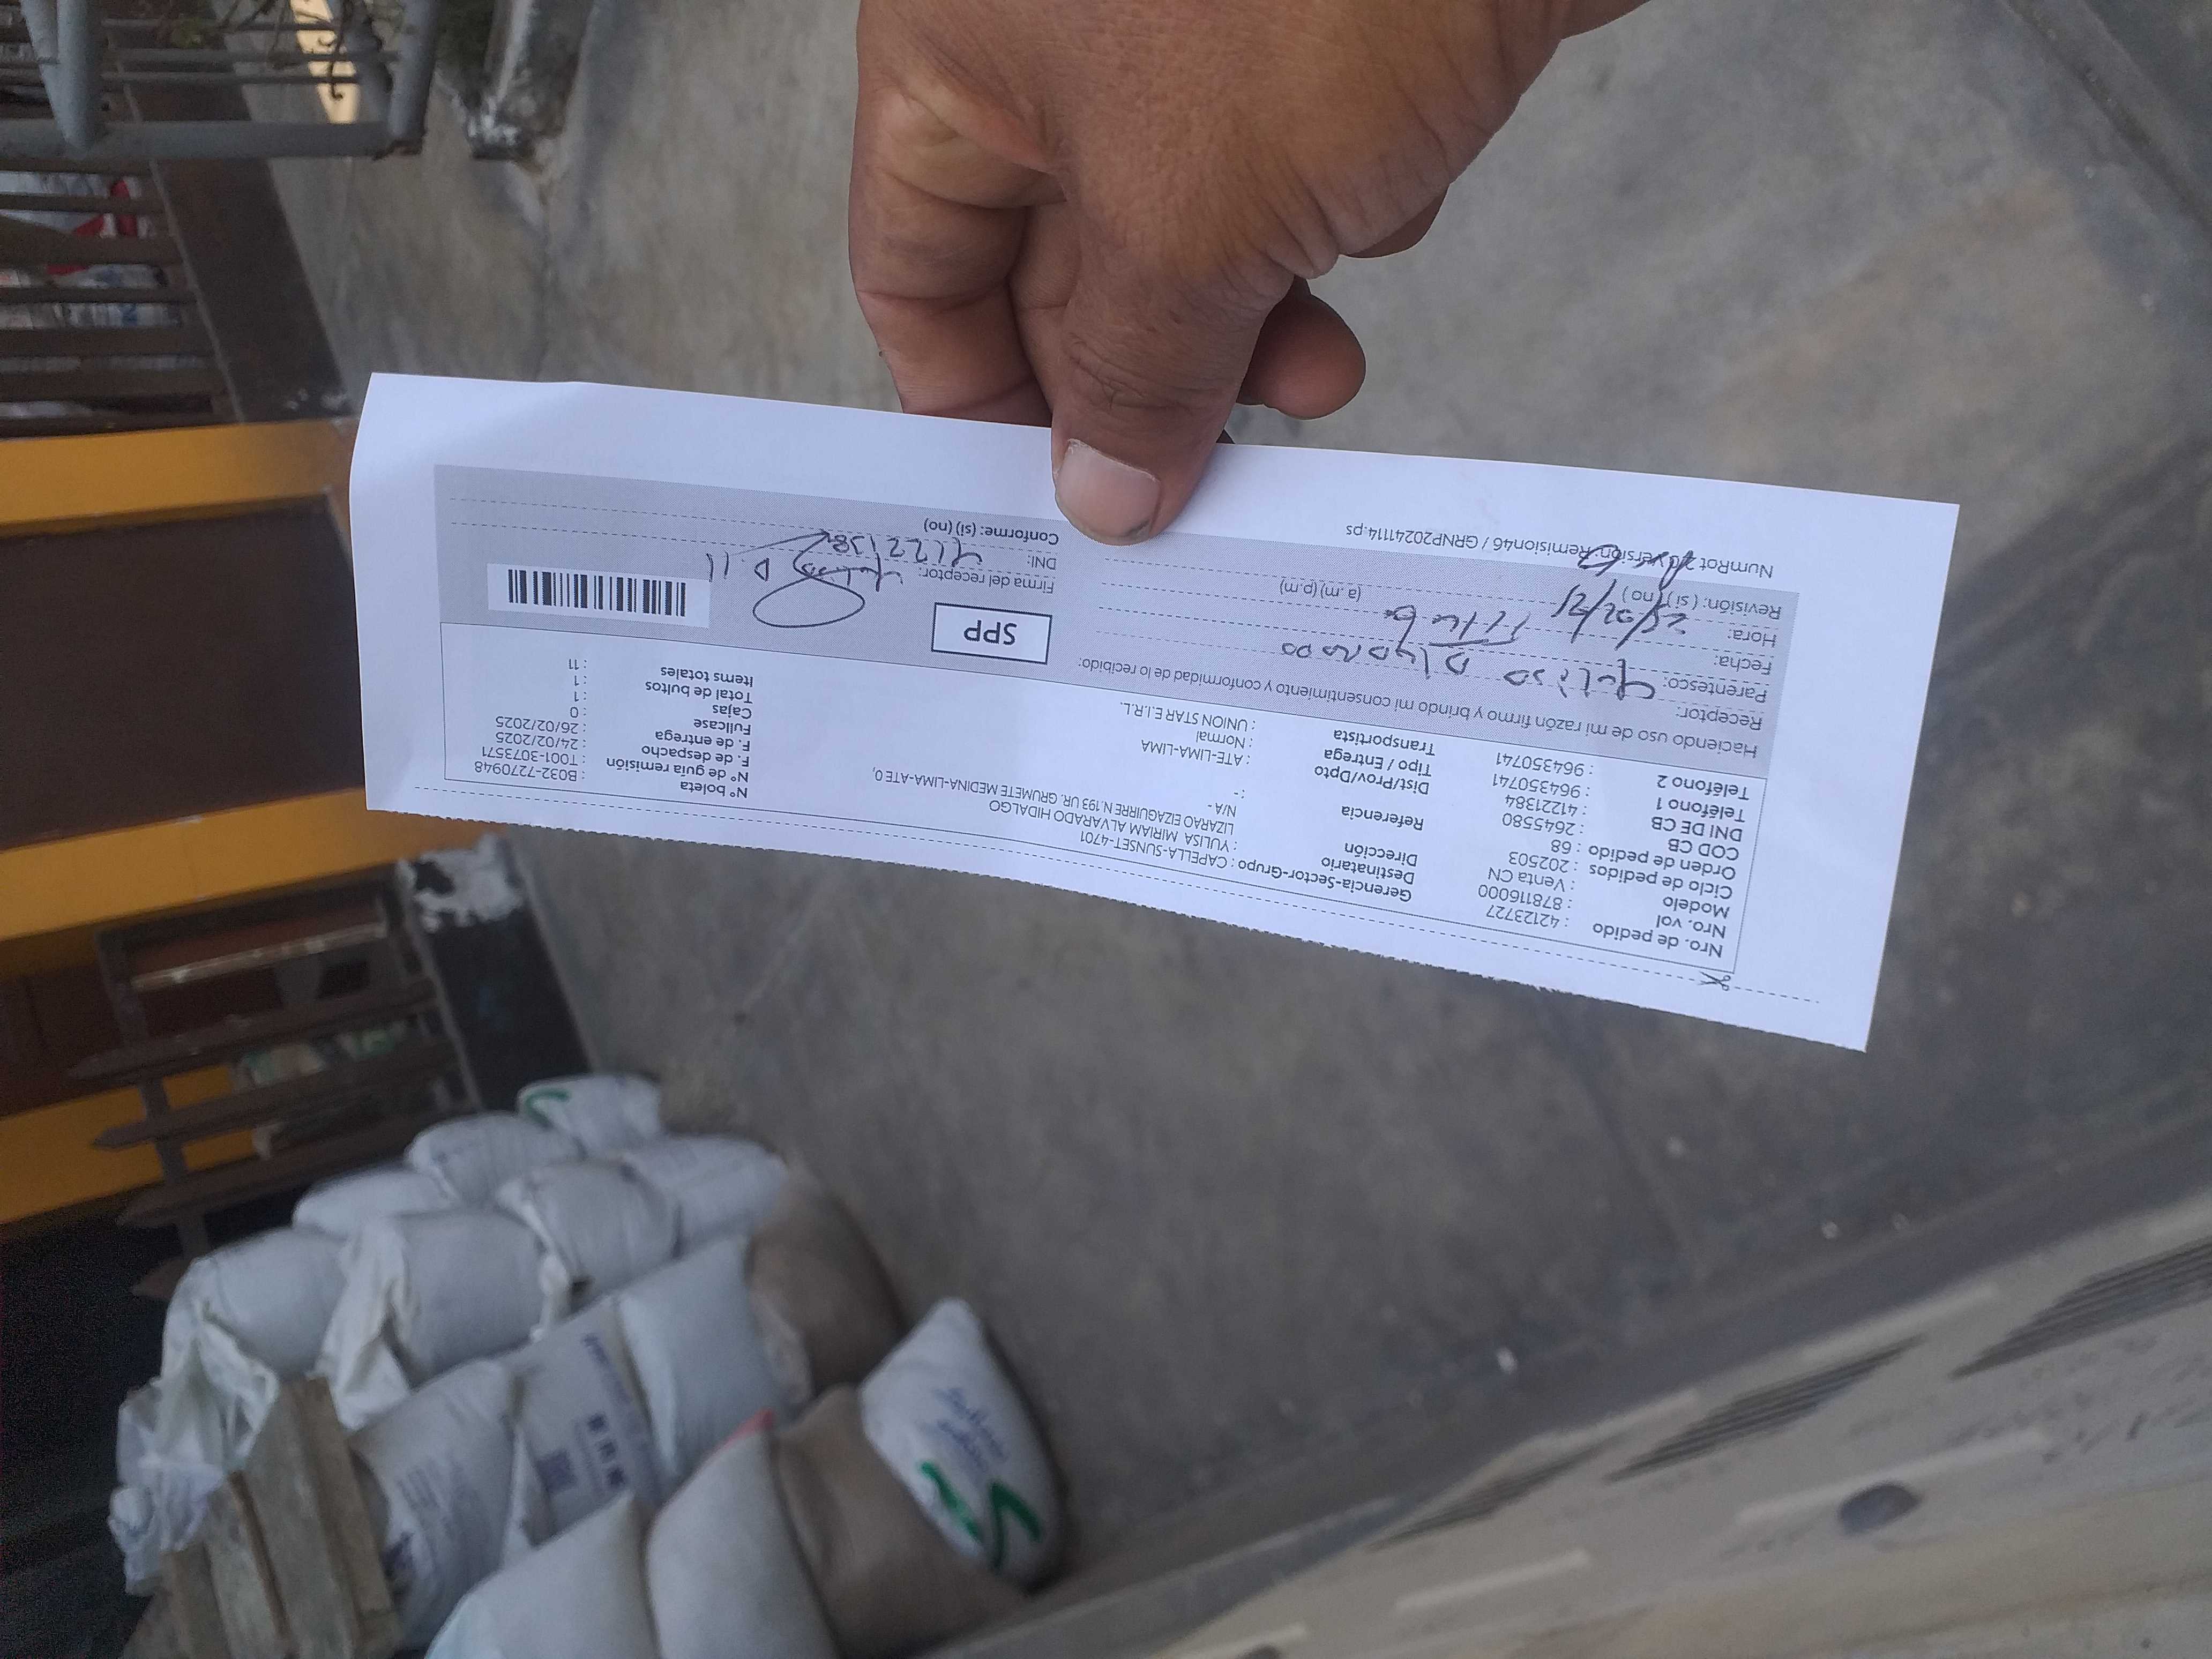 Nro. de pedido : 42123727
Nro. vol. : 878116000
Modelo : Venta CN
Ciclo de pedidos : 202503
Orden de pedido : 68
COD CB : 2645580
DNI DE CB : 41221384
Teléfono 1 : 964350741
Teléfono 2 : 964350741
Gerencia-Sector-Grupo : CAPELLA-SUNSET-4701
Destinatario : YULISA MIRIAM ALVARADO HIDALGO
Dirección LIZARAO EIZAGUIRRE N.193 UR. GRUMETE MEDINA-LIMA-ATE 0,
N/A -
Referencia : -
Dist/Prov/Dpto : ATE-LIMA-LIMA
Tipo / Entrega : Normal
Transportista : UNION STAR E.I.R.L.
Nº boleta : B032-7270948
Nº de guía remisión : T001-3073571
F. de despacho : 24/02/2025
F. de entrega : 26/02/2025
Fullcase : 0
Cajas : 1
Total de bultos : 1
Items totales : 11
Haciendo uso de mi razón firmo y brindo mi consentimiento y conformidad de lo recibido:
Receptor:
Parentesco:
Fecha:
Hora: (a.m) (p.m)
Revisión: ( si ) ( no )
SPP
Firma del receptor:
DNI:
Conforme: (si) (no)
NumRot 2 Version: Remision46 / GRNP20241114.ps